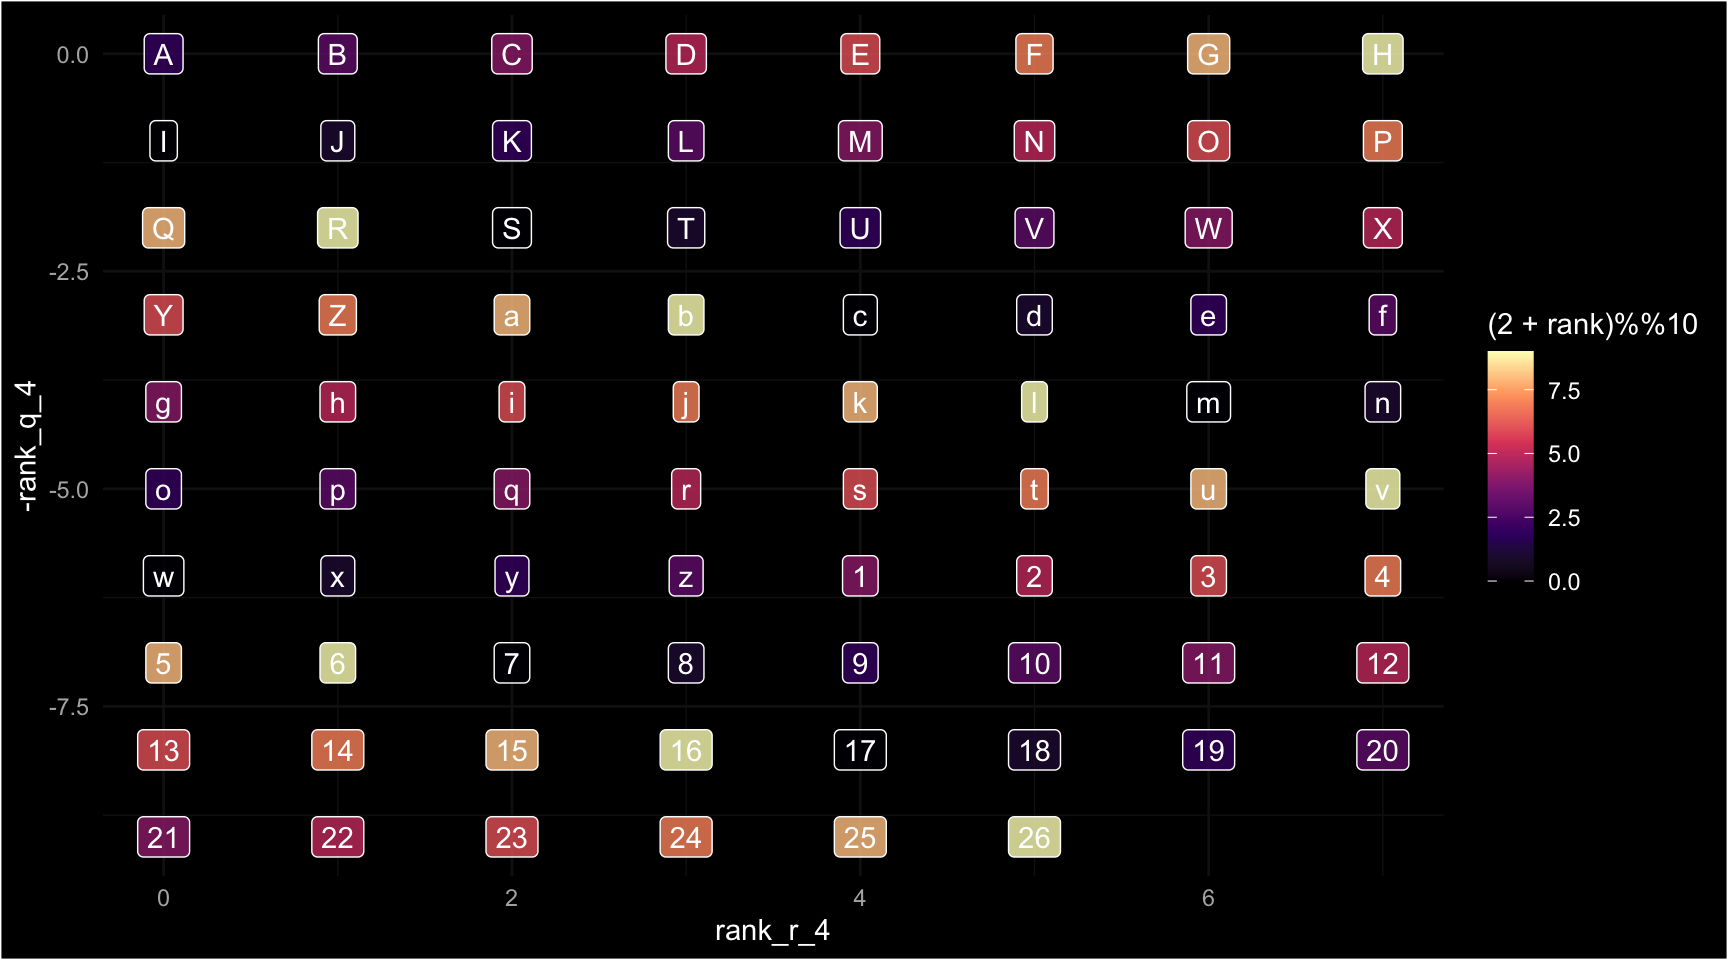 0.0 A B C D E F G H
I J K L M N O P
Q R S T U V W X
-2.5
Y Z a b c d e f
(2 + rank)%%10
g h i j k l m n
7.5
-rank_q_4
5.0
-5.0 o p q r s t u v
2.5
w x y z 1 2 3 4
0.0
5 6 7 8 9 10 11 12
-7.5
13 14 15 16 17 18 19 20
21 22 23 24 25 26
0 2 4 6
rank_r_4